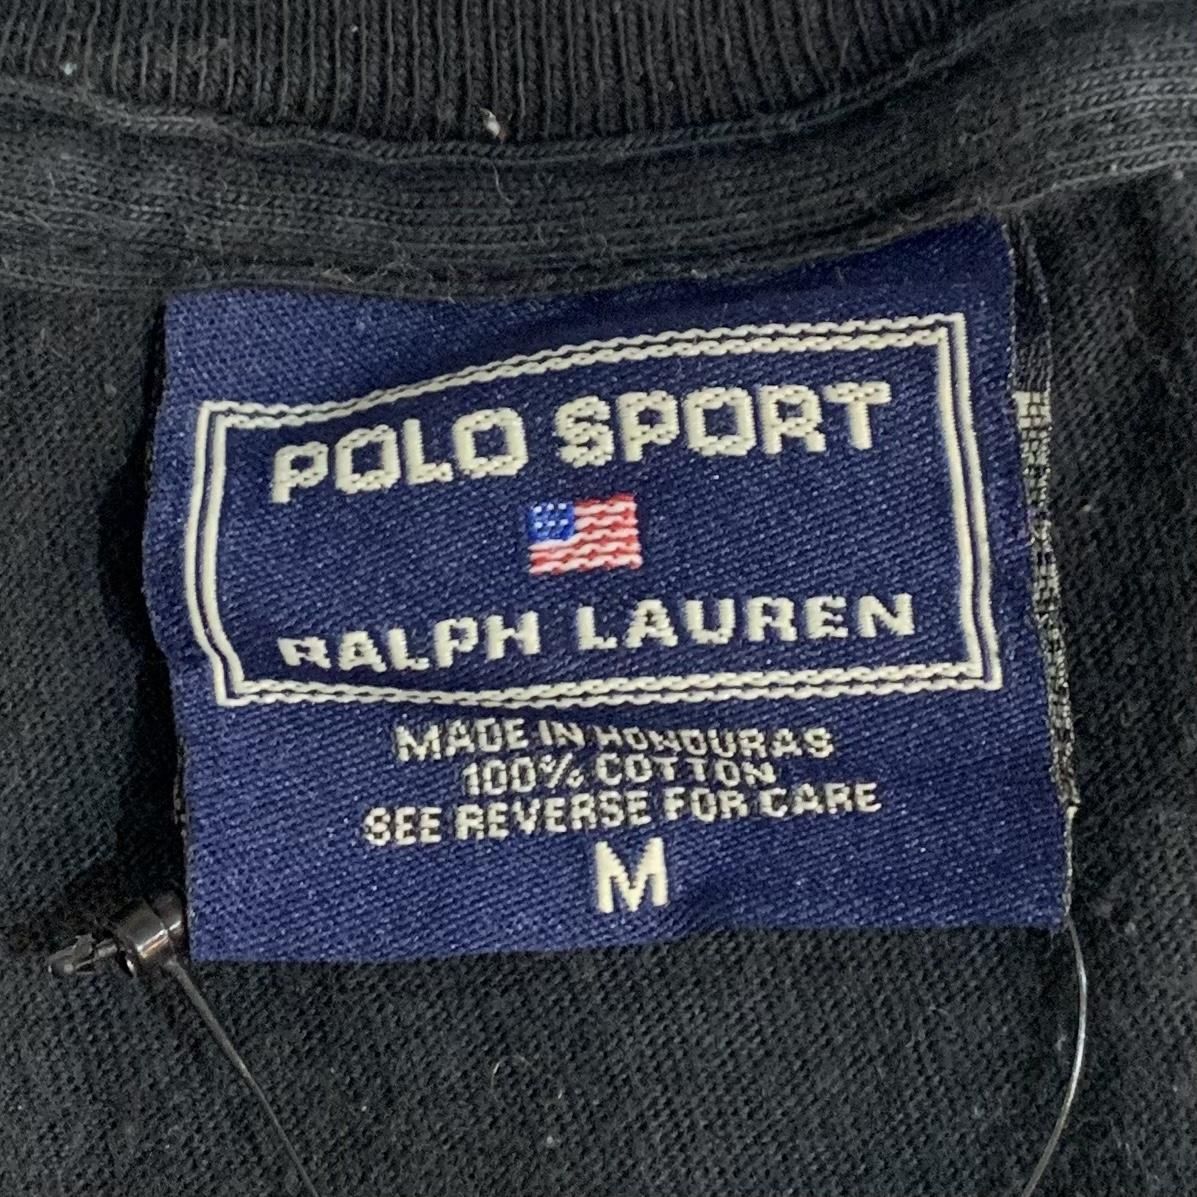 POLO SPORT
RALPH LAUREN
MADE IN HONDURAS
100% COTTON
SEE REVERSE FOR CARE
M